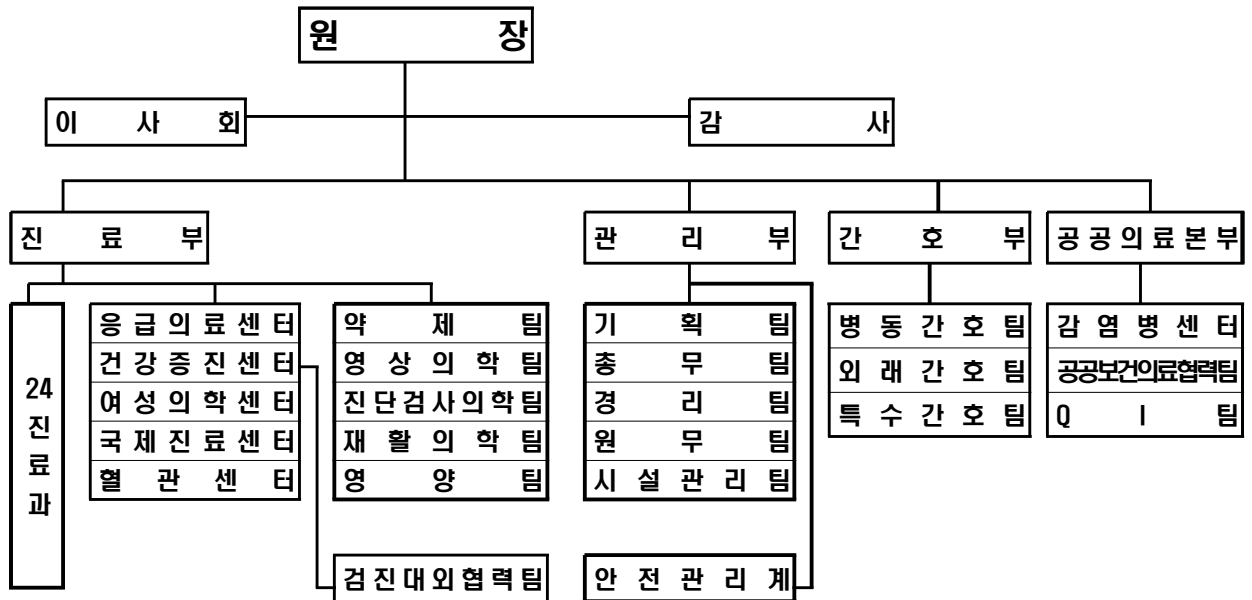 원장
이사회
감사
진료부
관리부
간호부
공공의료본부
24
진
료
과
응급의료센터
건강증진센터
여성의학센터
국제진료센터
혈관센터
약제팀
영상의학팀
진단검사의학팀
재활의학팀
영양팀
기획팀
총무팀
경리팀
원무팀
시설관리팀
병동간호팀
외래간호팀
특수간호팀
감염병센터
공공보건의료협력팀
QI팀
검진대외협력팀
안전관리계